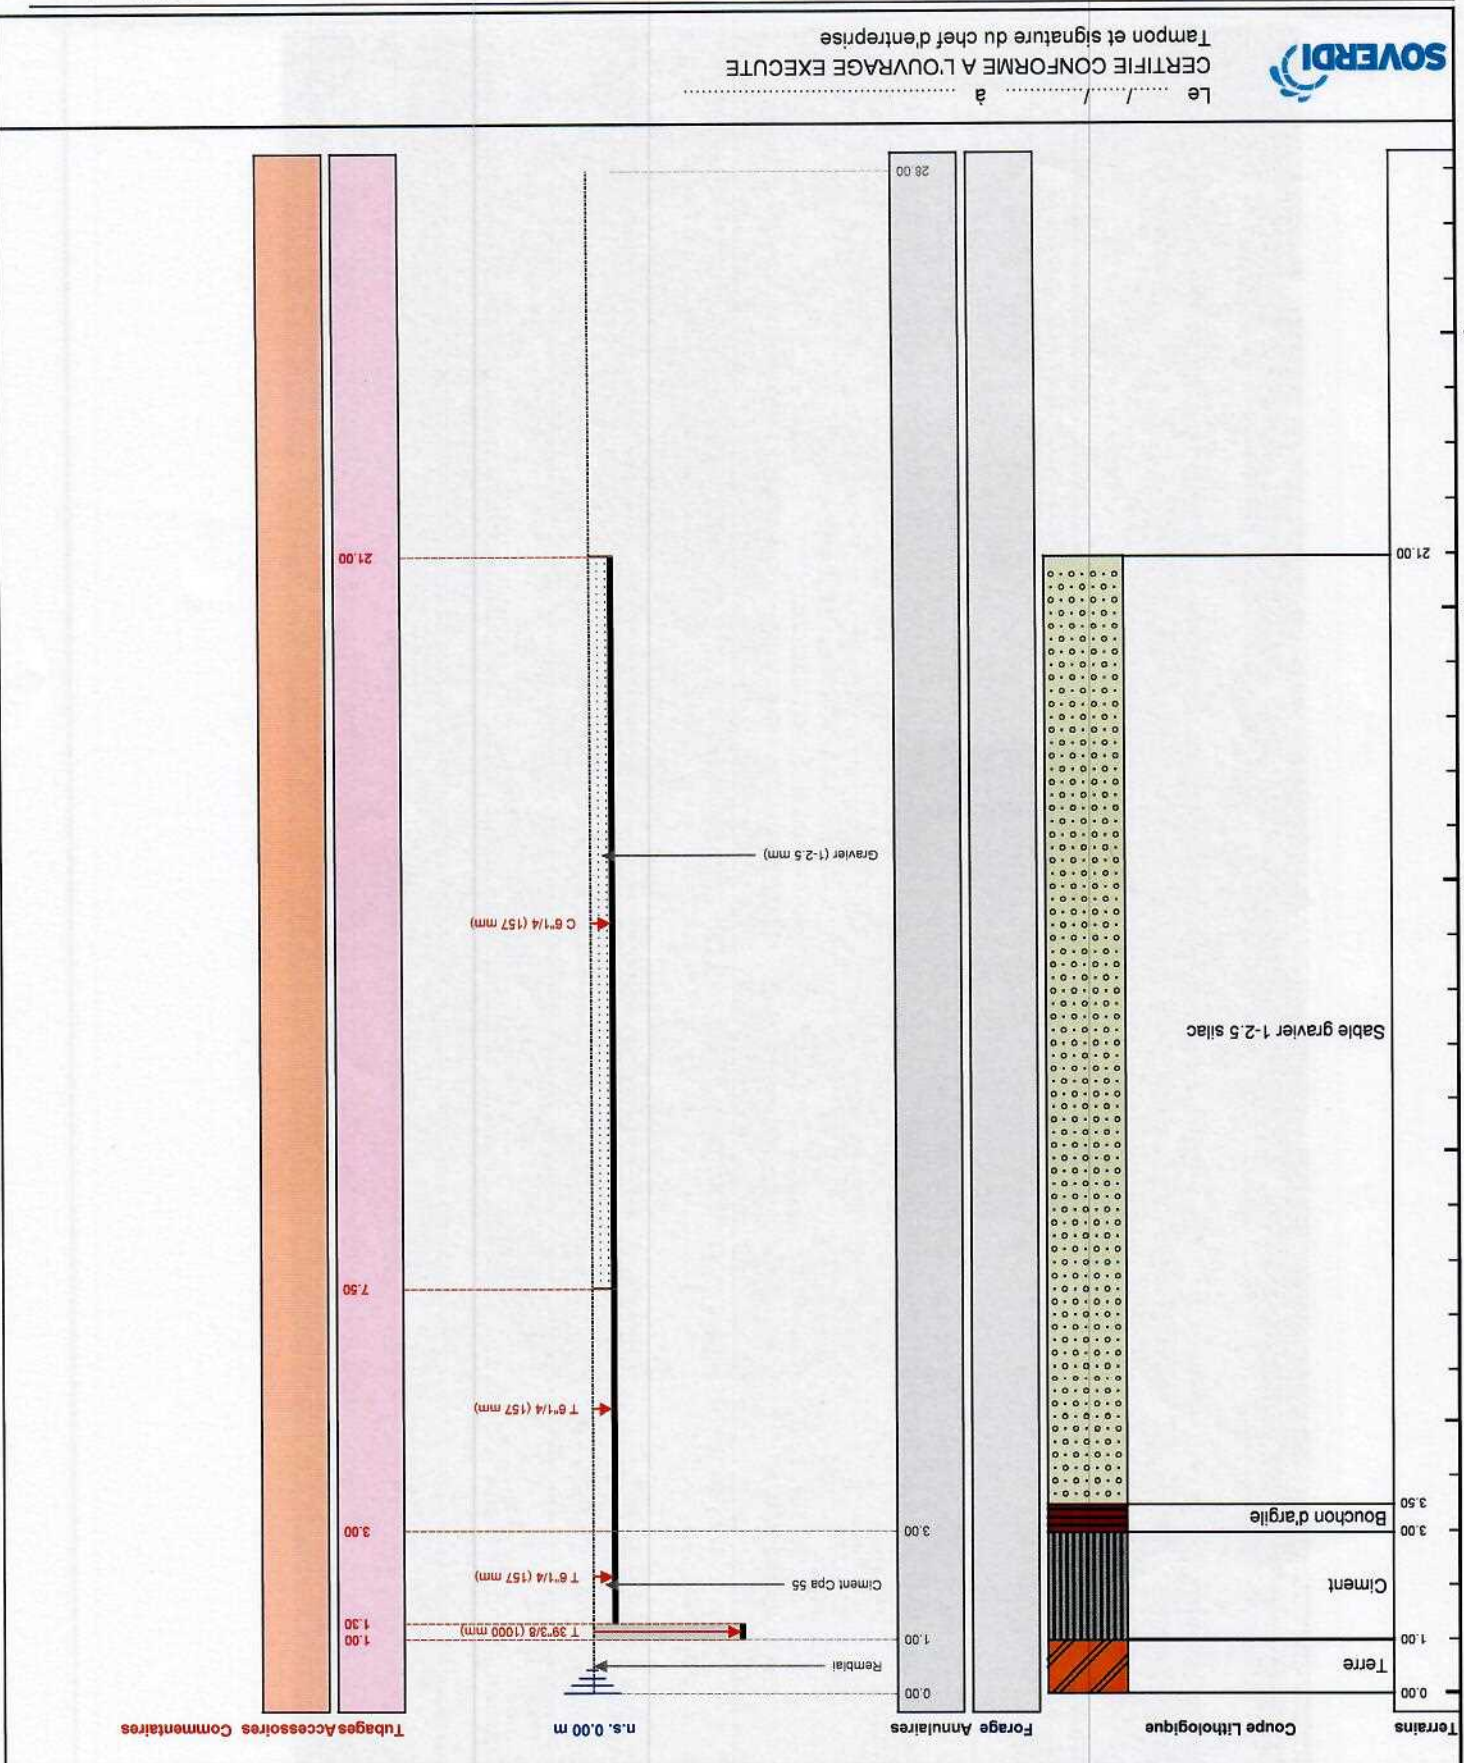 Terrains
Coupe Lithologique
Forage
Annulaires
n.s. 0.00 m
Tubages
Accessoires
Commentaires
0.00
Terre
1.00
Ciment
3.00
Bouchon d'argile
3.50
Sable gravier 1-2.5 silac
21.00
0.00
1.00
3.00
28.00
Remblai
Ciment Cpa 55
Gravier (1-2.5 mm)
T 39"3/8 (1000 mm)
T 6"1/4 (157 mm)
T 6"1/4 (157 mm)
C 6"1/4 (157 mm)
1.00
1.30
3.00
7.50
21.00
SOVERDI
Le ....../....../............ à ..........................................
CERTIFIE CONFORME A L'OUVRAGE EXECUTE
Tampon et signature du chef d'entreprise